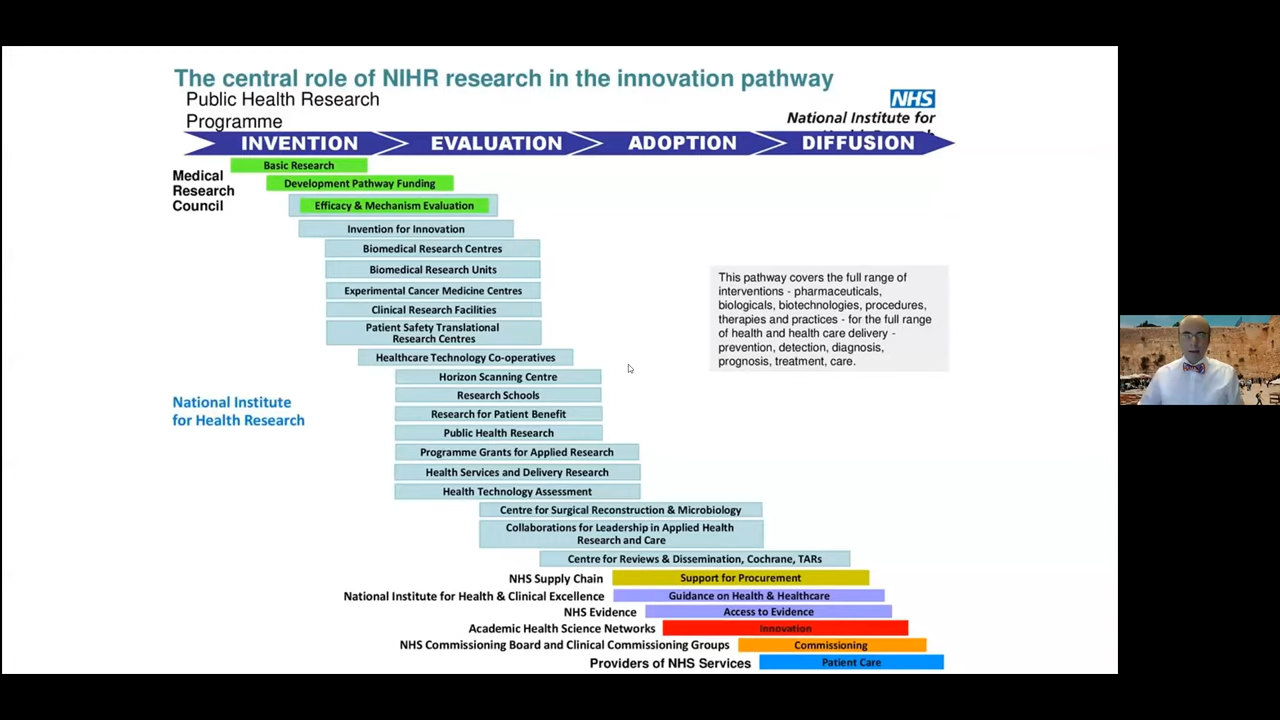 The central role of NIHR research in the innovation pathway
Public Health Research
Programme
NHS
National Institute for
INVENTION
EVALUATION
ADOPTION
DIFFUSION
Medical
Research
Council
Basic Research
Development Pathway Funding
Efficacy & Mechanism Evaluation
Invention for Innovation
Biomedical Research Centres
Biomedical Research Units
Experimental Cancer Medicine Centres
Clinical Research Facilities
Patient Safety Translational
Research Centres
Healthcare Technology Co-operatives
Horizon Scanning Centre
Research Schools
Research for Patient Benefit
Public Health Research
Programme Grants for Applied Research
Health Services and Delivery Research
Health Technology Assessment
Centre for Surgical Reconstruction & Microbiology
Collaborations for Leadership in Applied Health
Research and Care
Centre for Reviews & Dissemination, Cochrane, TARs
This pathway covers the full range of
interventions - pharmaceuticals,
biologicals, biotechnologies, procedures,
therapies and practices - for the full range
of health and health care delivery -
prevention, detection, diagnosis,
prognosis, treatment, care.
National Institute
for Health Research
NHS Supply Chain Support for Procurement
National Institute for Health & Clinical Excellence Guidance on Health & Healthcare
NHS Evidence Access to Evidence
Academic Health Science Networks Innovation
NHS Commissioning Board and Clinical Commissioning Groups Commissioning
Providers of NHS Services Patient Care